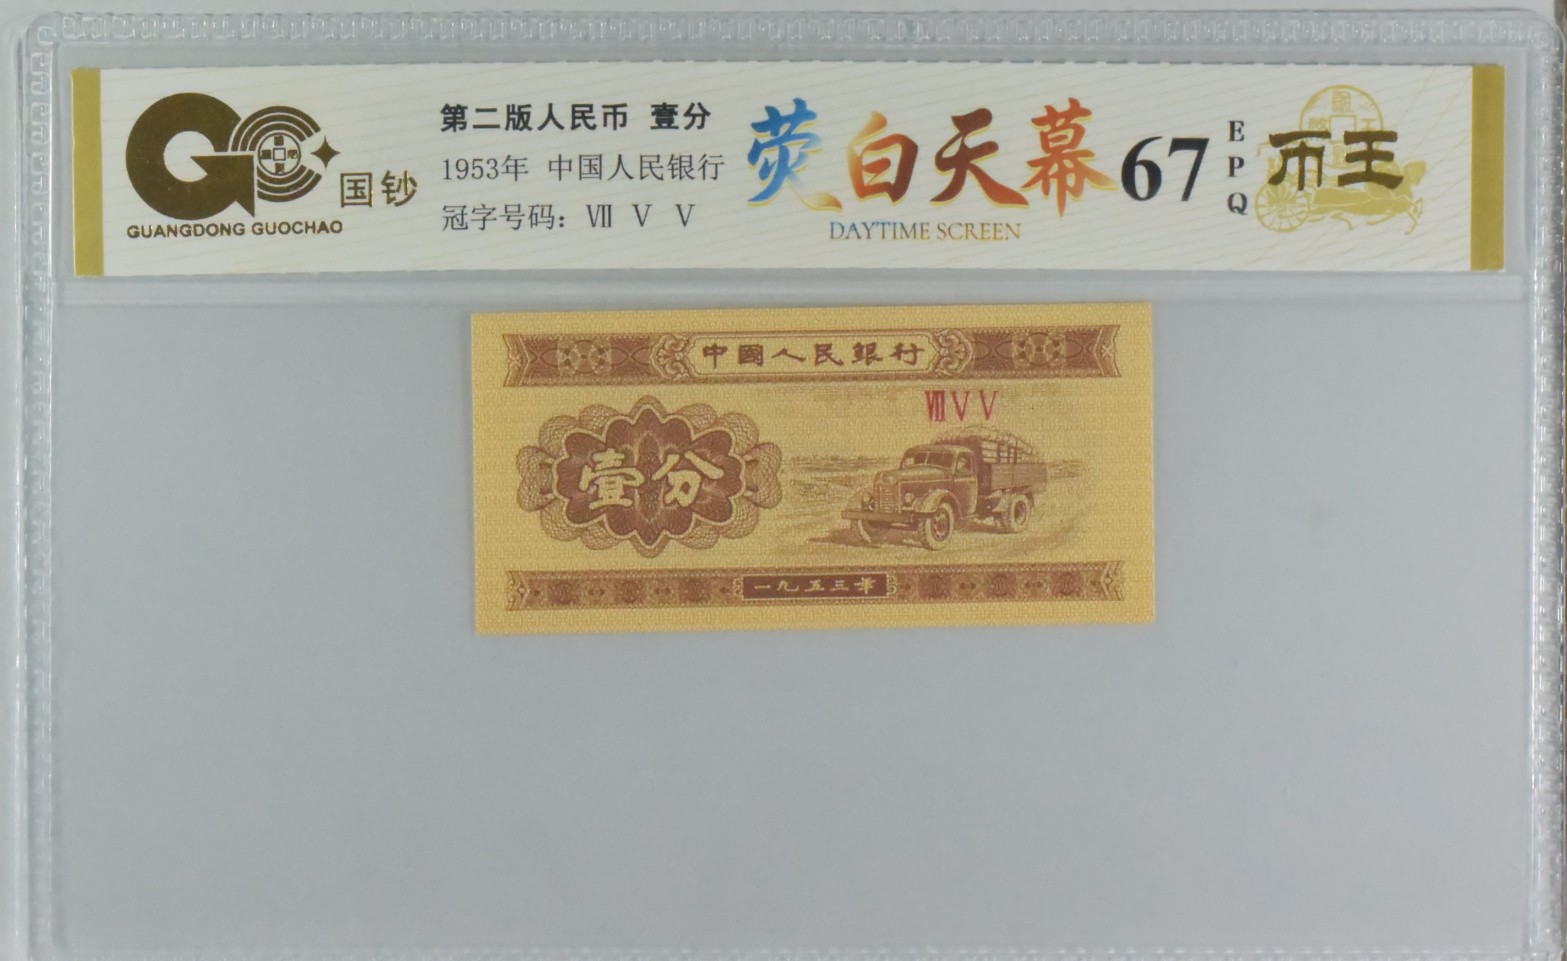 国钞
GUANGDONG GUOCHAO
第二版人民币 壹分
1953年 中国人民银行
冠字号码：Ⅶ Ⅴ Ⅴ
荧白天幕
DAYTIME SCREEN
67
EPQ
币王
中國人民銀行
Ⅶ Ⅴ Ⅴ
壹分
一九五三年